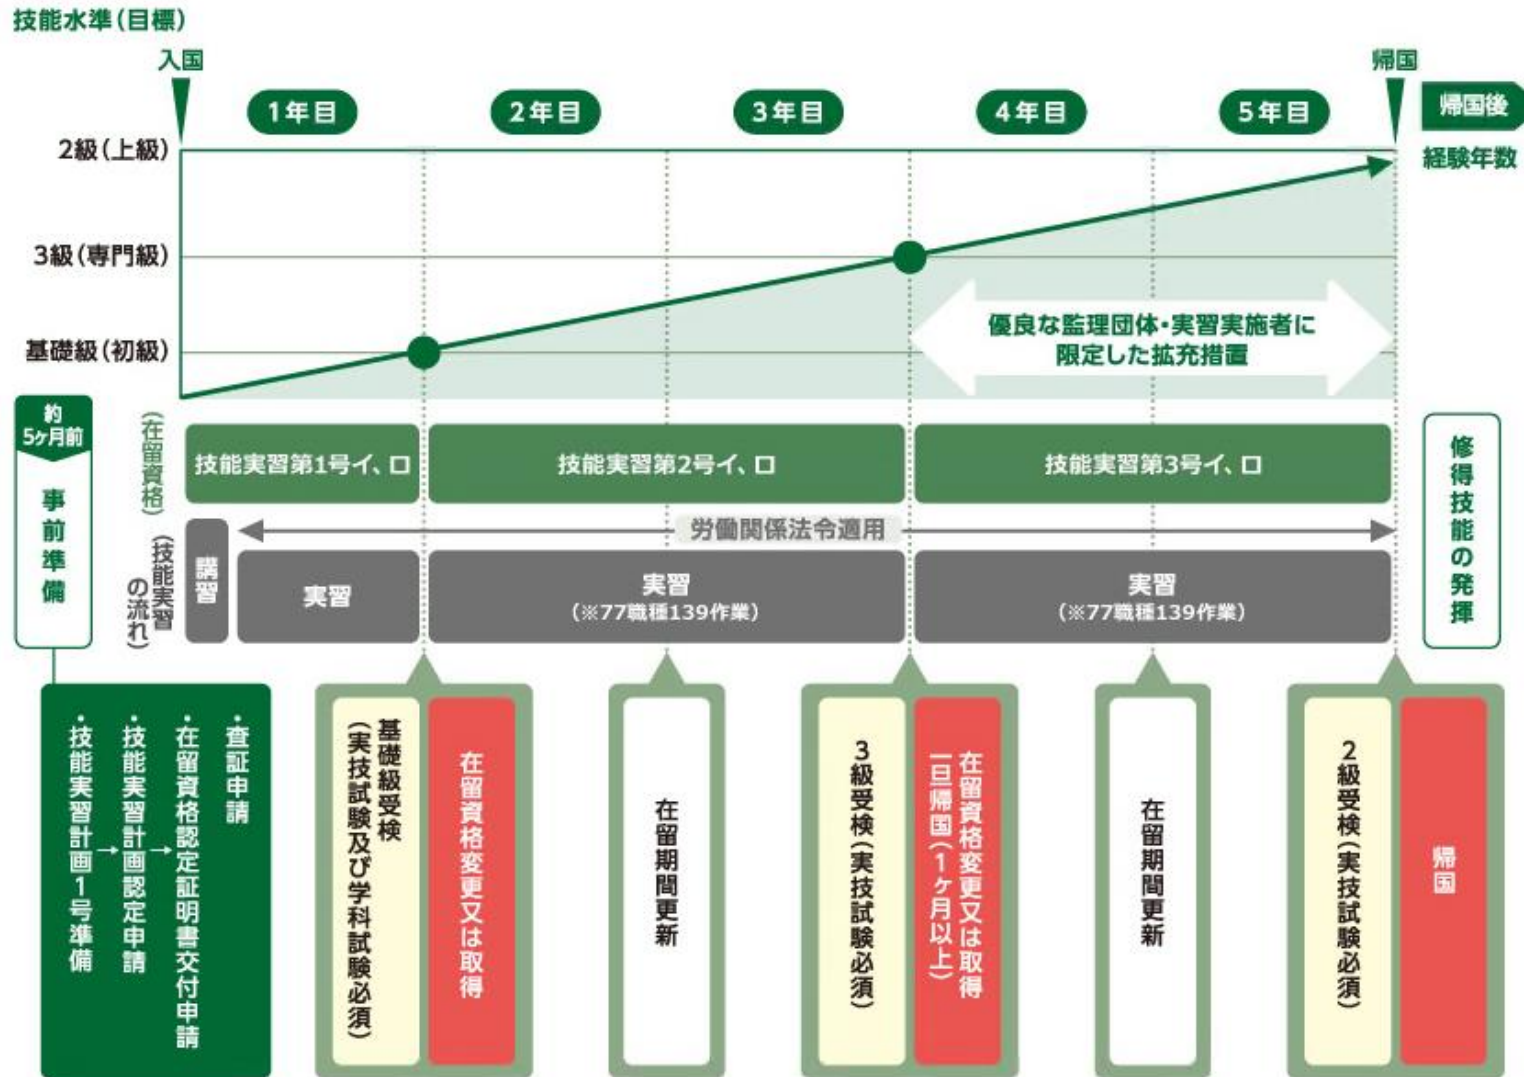 技能水準(目標)
入国
帰国
1年目
2年目
3年目
4年目
5年目
帰国後
経験年数
2級(上級)
3級(専門級)
基礎級(初級)
優良な監理団体・実習実施者に
限定した拡充措置
約
5ヶ月前
事前準備
(在留資格)
技能実習第1号イ、ロ
技能実習第2号イ、ロ
技能実習第3号イ、ロ
修得技能の発揮
(技能実習
の流れ)
講習
労働関係法令適用
実習
実習
(※77職種139作業)
実習
(※77職種139作業)
・技能実習計画1号準備
→
・技能実習計画認定申請
→
・在留資格認定証明書交付申請
・査証申請
基礎級受検
(実技試験及び学科試験必須)
在留資格変更又は取得
在留期間更新
3級受検(実技試験必須)
在留資格変更又は取得
一旦帰国(1ヶ月以上)
在留期間更新
2級受検(実技試験必須)
帰国